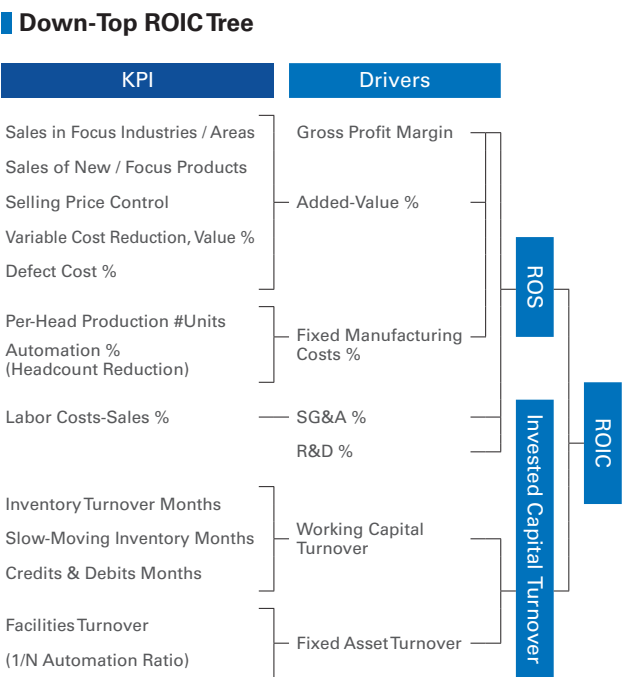 Down-Top ROIC Tree
KPI
Drivers
Sales in Focus Industries / Areas
Sales of New / Focus Products
Selling Price Control
Variable Cost Reduction, Value %
Defect Cost %
Per-Head Production #Units
Automation %
(Headcount Reduction)
Labor Costs-Sales %
Inventory Turnover Months
Slow-Moving Inventory Months
Credits & Debits Months
Facilities Turnover
(1/N Automation Ratio)
Gross Profit Margin
Added-Value %
Fixed Manufacturing
Costs %
SG&A %
R&D %
Working Capital
Turnover
Fixed Asset Turnover
ROS
Invested Capital Turnover
ROIC